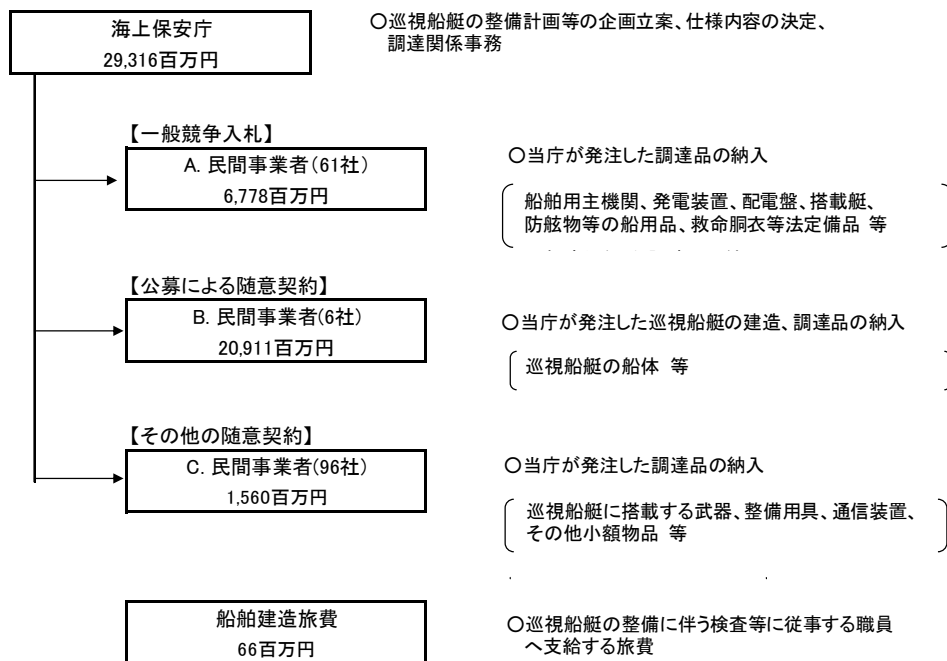 海上保安庁
29,316百万円
○巡視船艇の整備計画等の企画立案、仕様内容の決定、
調達関係事務
【一般競争入札】
A. 民間事業者(61社)
6,778百万円
○当庁が発注した調達品の納入
船舶用主機関、発電装置、配電盤、搭載艇、
防舷物等の船用品、救命胴衣等法定備品 等
【公募による随意契約】
B. 民間事業者(6社)
20,911百万円
○当庁が発注した巡視船艇の建造、調達品の納入
巡視船艇の船体 等
【その他の随意契約】
C. 民間事業者(96社)
1,560百万円
○当庁が発注した調達品の納入
巡視船艇に搭載する武器、整備用具、通信装置、
その他小額物品 等
船舶建造旅費
66百万円
○巡視船艇の整備に伴う検査等に従事する職員
へ支給する旅費